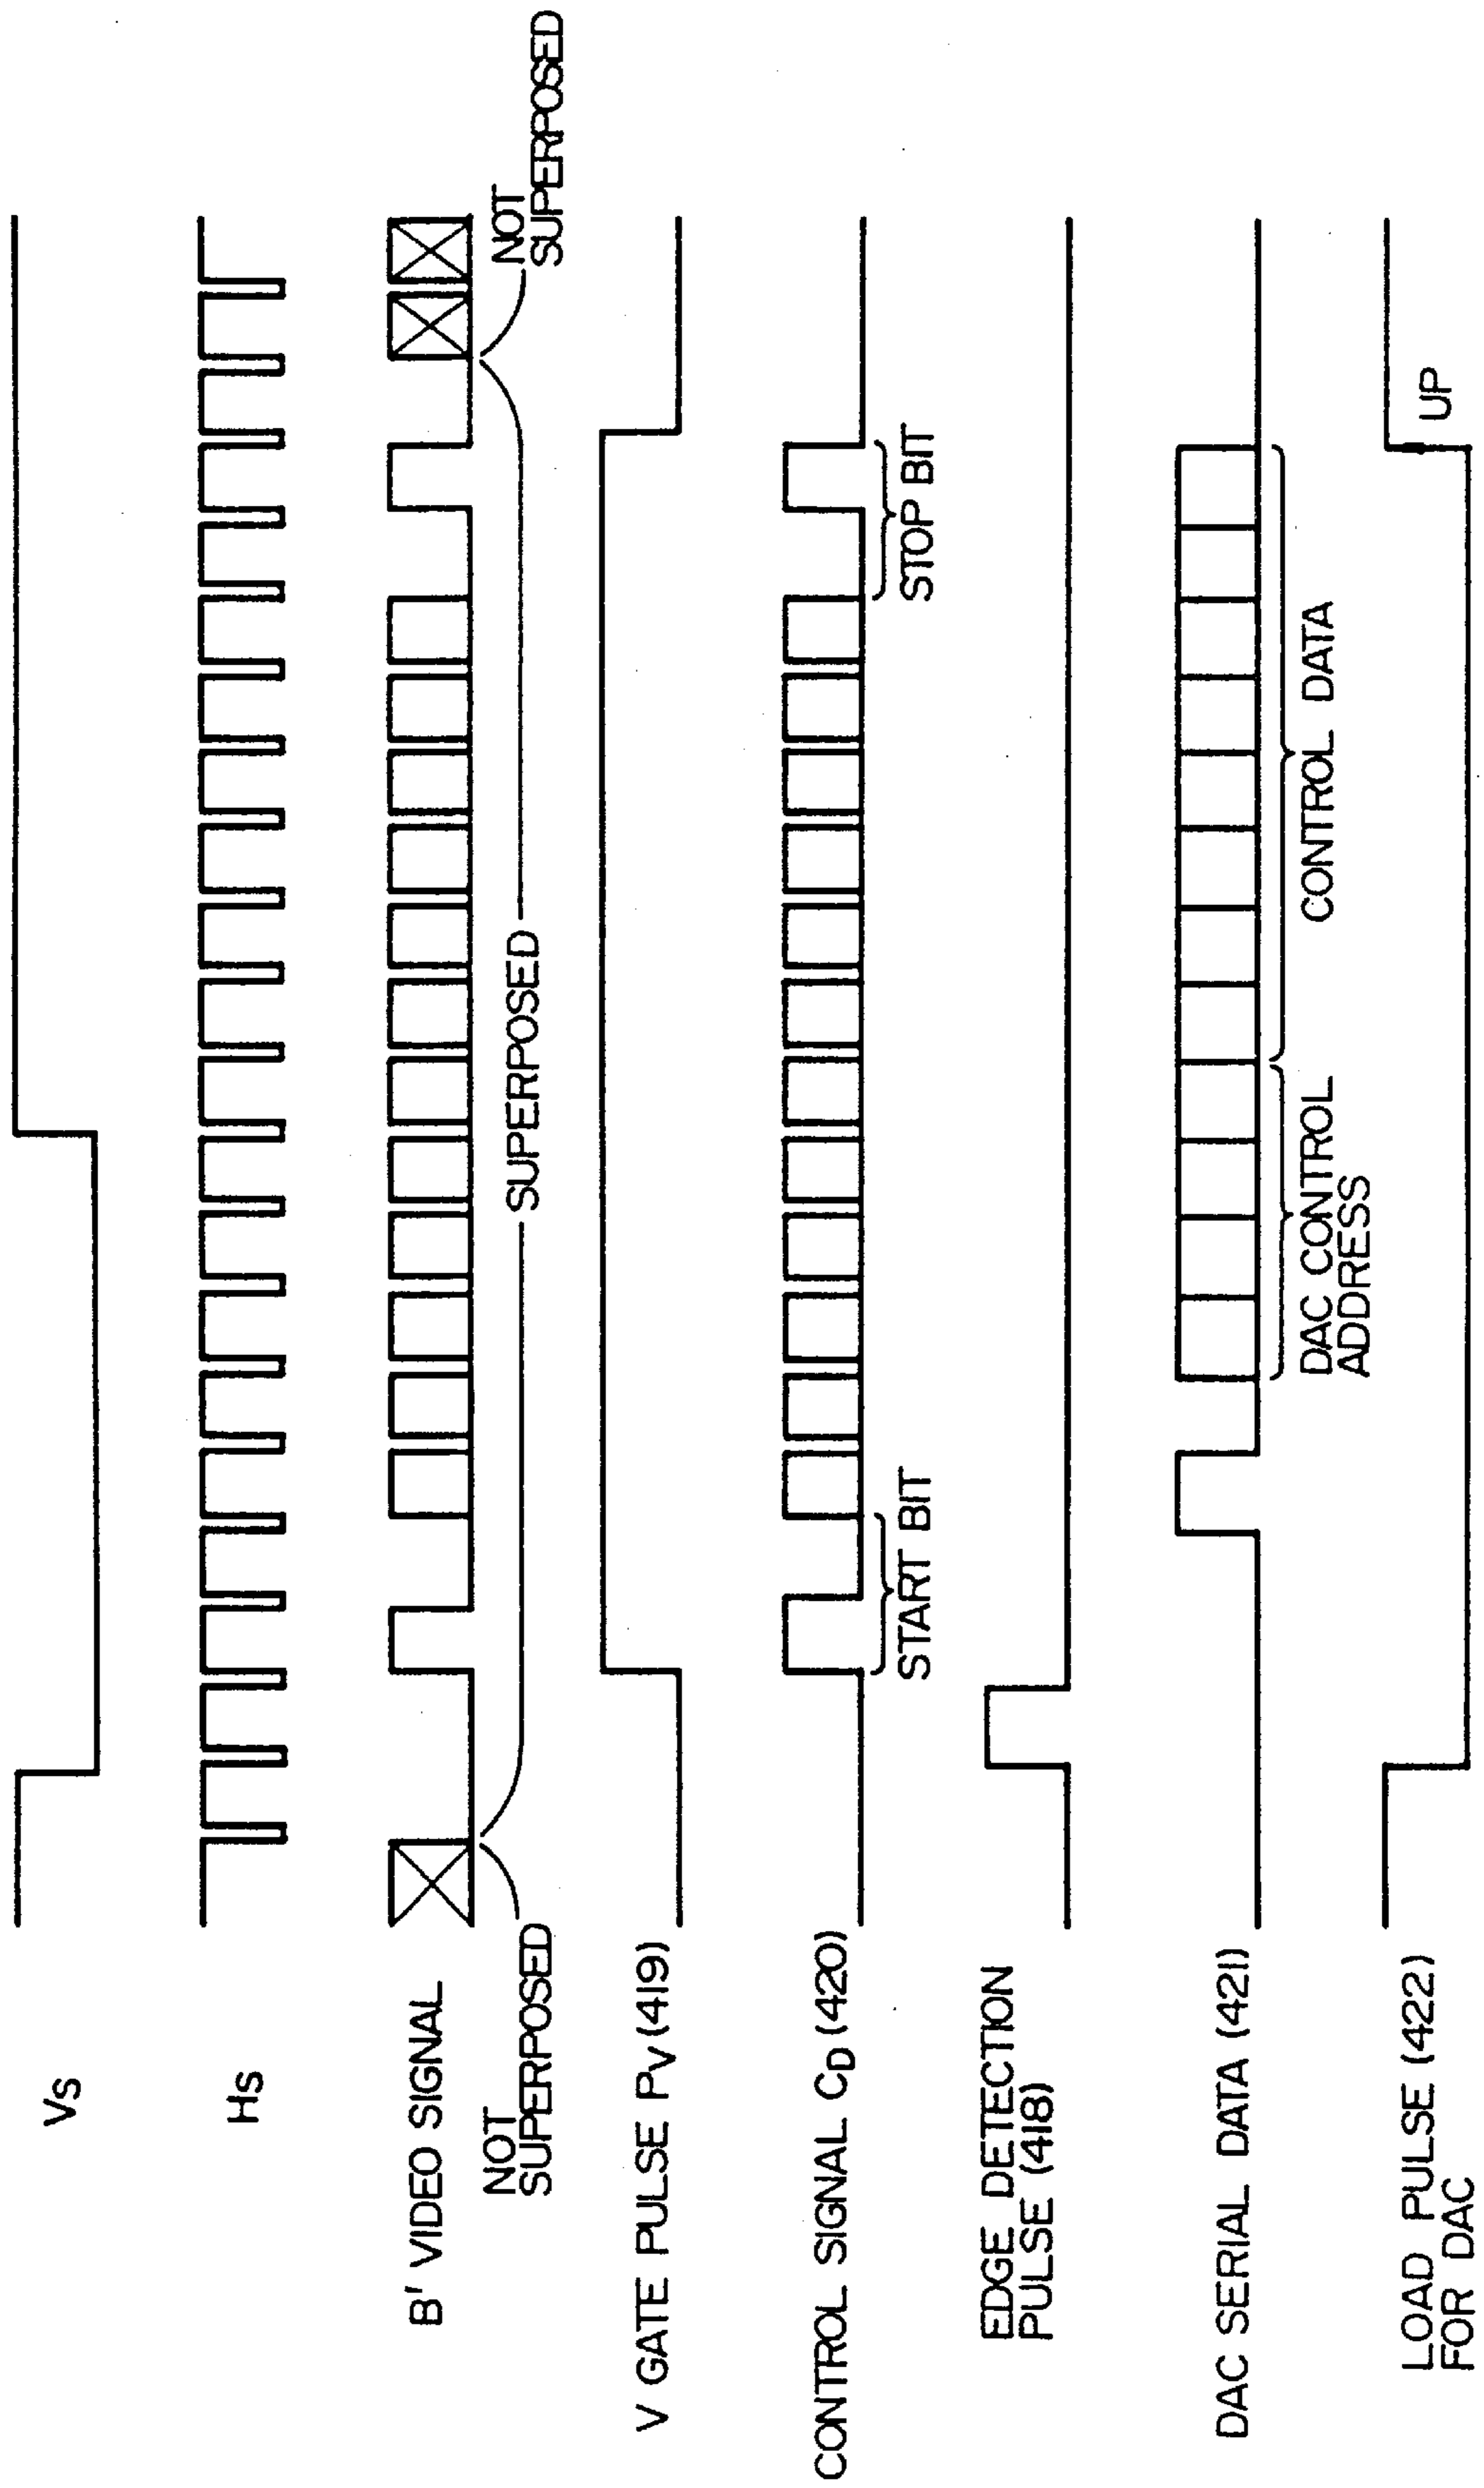 Vs
Hs
B' VIDEO SIGNAL
NOT
SUPERPOSED
SUPERPOSED
NOT
SUPERPOSED
V GATE PULSE PV (419)
CONTROL SIGNAL CD (420)
START BIT
STOP BIT
EDGE DETECTION
PULSE (418)
DAC SERIAL DATA (421)
DAC CONTROL
ADDRESS
CONTROL DATA
LOAD PULSE (422)
FOR DAC
UP